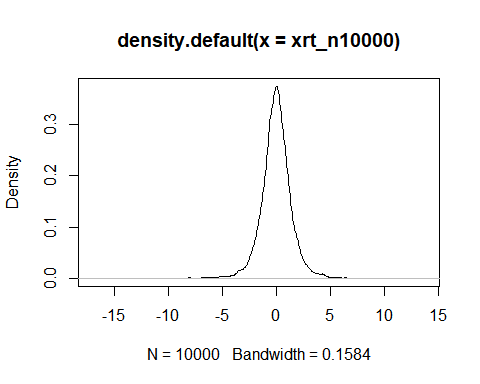 density.default(x = xrt_n10000)
Density
0.3
0.2
0.1
0.0
-15 -10 -5 0 5 10 15
N = 10000 Bandwidth = 0.1584